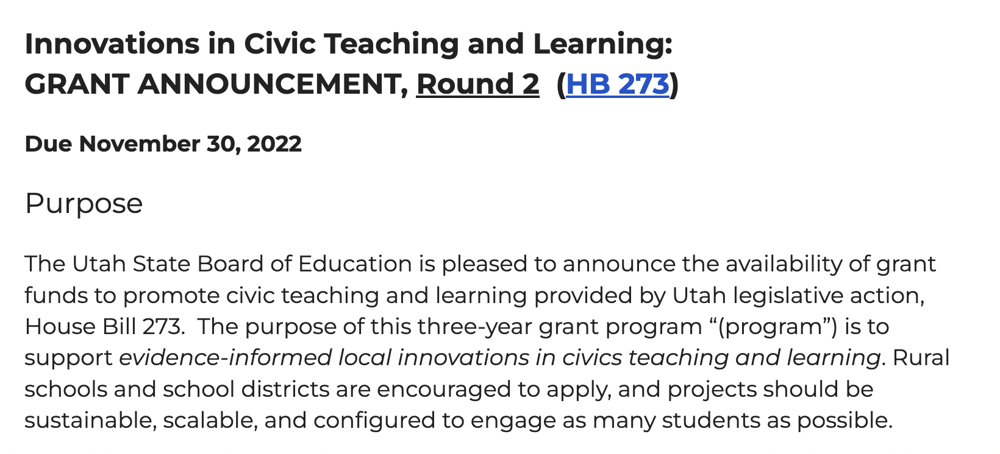 Innovations in Civic Teaching and Learning:
GRANT ANNOUNCEMENT, Round 2  (HB 273)
Due November 30, 2022
Purpose
The Utah State Board of Education is pleased to announce the availability of grant
funds to promote civic teaching and learning provided by Utah legislative action,
House Bill 273.  The purpose of this three-year grant program “(program”) is to
support evidence-informed local innovations in civics teaching and learning. Rural
schools and school districts are encouraged to apply, and projects should be
sustainable, scalable, and configured to engage as many students as possible.